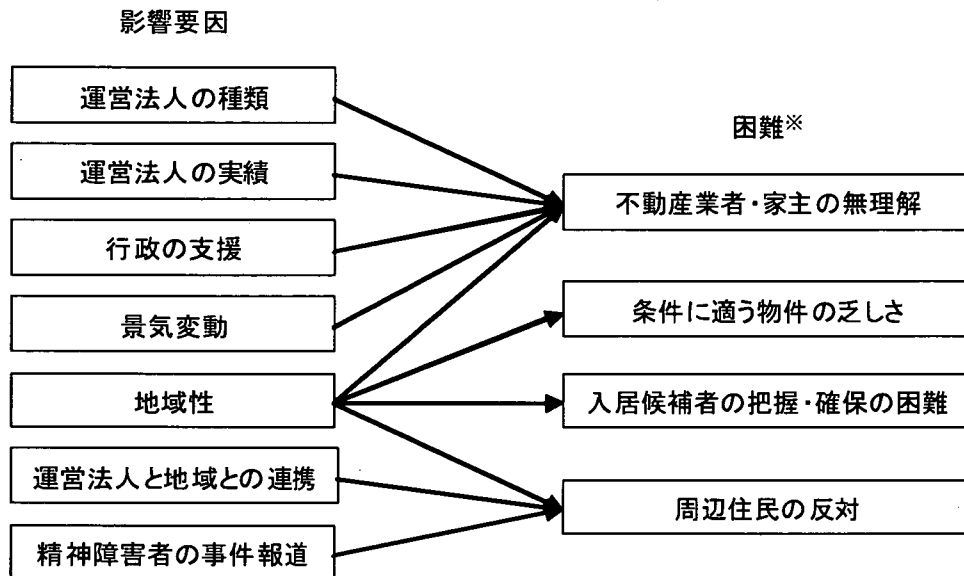 影響要因
運営法人の種類
運営法人の実績
行政の支援
景気変動
地域性
運営法人と地域との連携
精神障害者の事件報道
困難※
不動産業者・家主の無理解
条件に適う物件の乏しさ
入居候補者の把握・確保の困難
周辺住民の反対